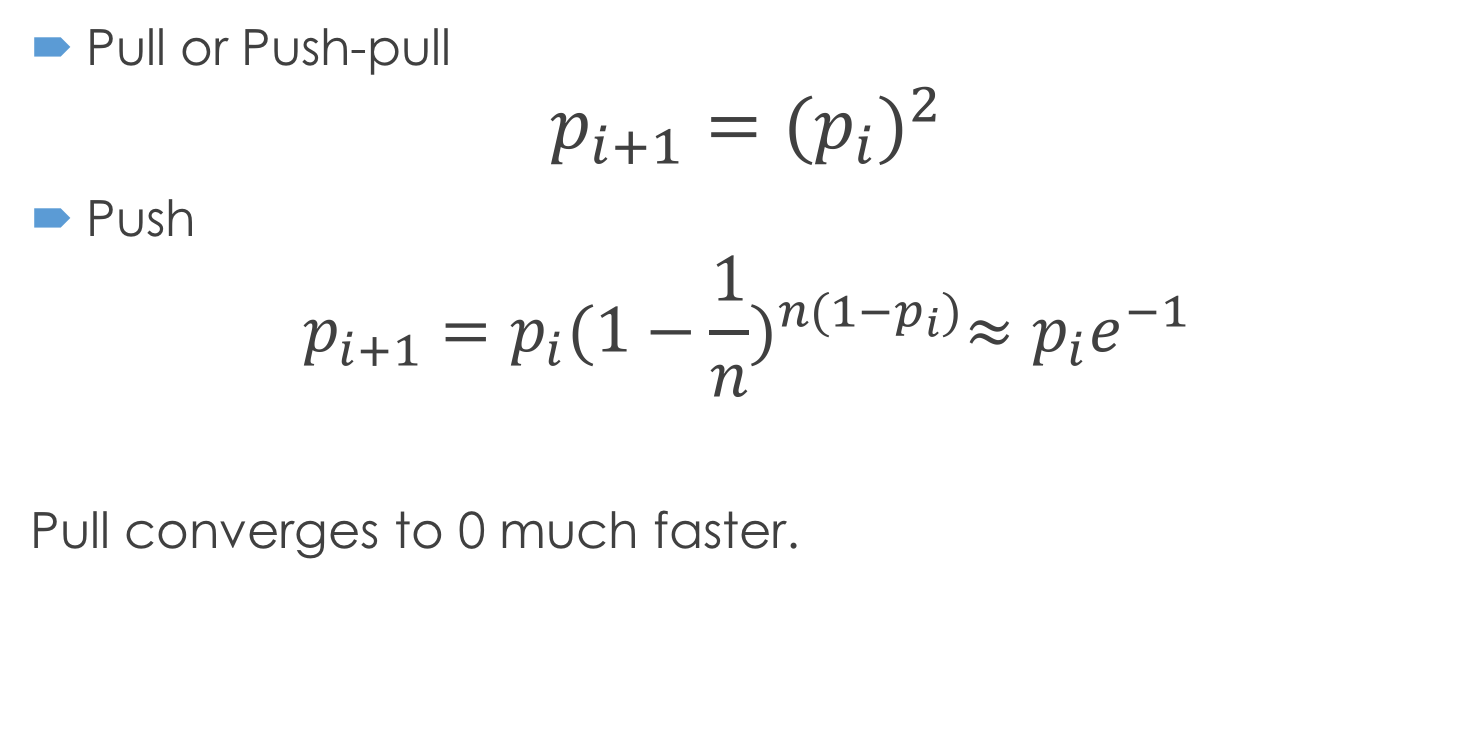 Pull or Push-pull
p_{i+1} = (p_i)^2
Push
p_{i+1} = p_i(1 − \frac{1}{n})^{n(1−p_i)} ≈ p_i e^{−1}
Pull converges to 0 much faster.